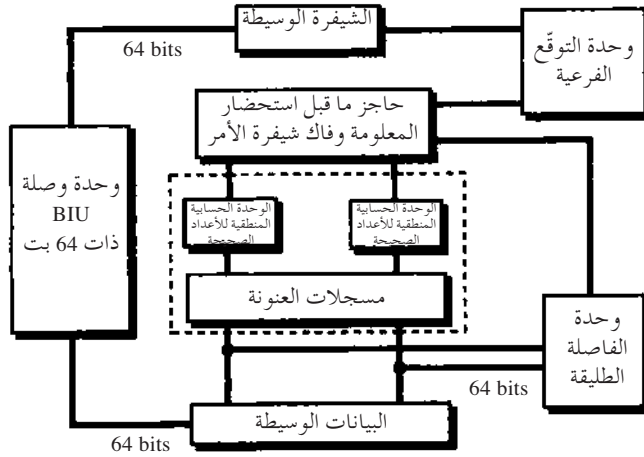 الشيفرة الوسيطة
64 bits
وحدة التوقّع
الفرعية
حاجز ما قبل استحضار
المعلومة وفاك شيفرة الأمر
وحدة وصلة
BIU
ذات 64 بت
الوحدة الحسابية
المنطقية للأعداد
الصحيحة
الوحدة الحسابية
المنطقية للأعداد
الصحيحة
مسجلات العنونة
وحدة
الفاصلة
الطليقة
64 bits
البيانات الوسيطة
64 bits